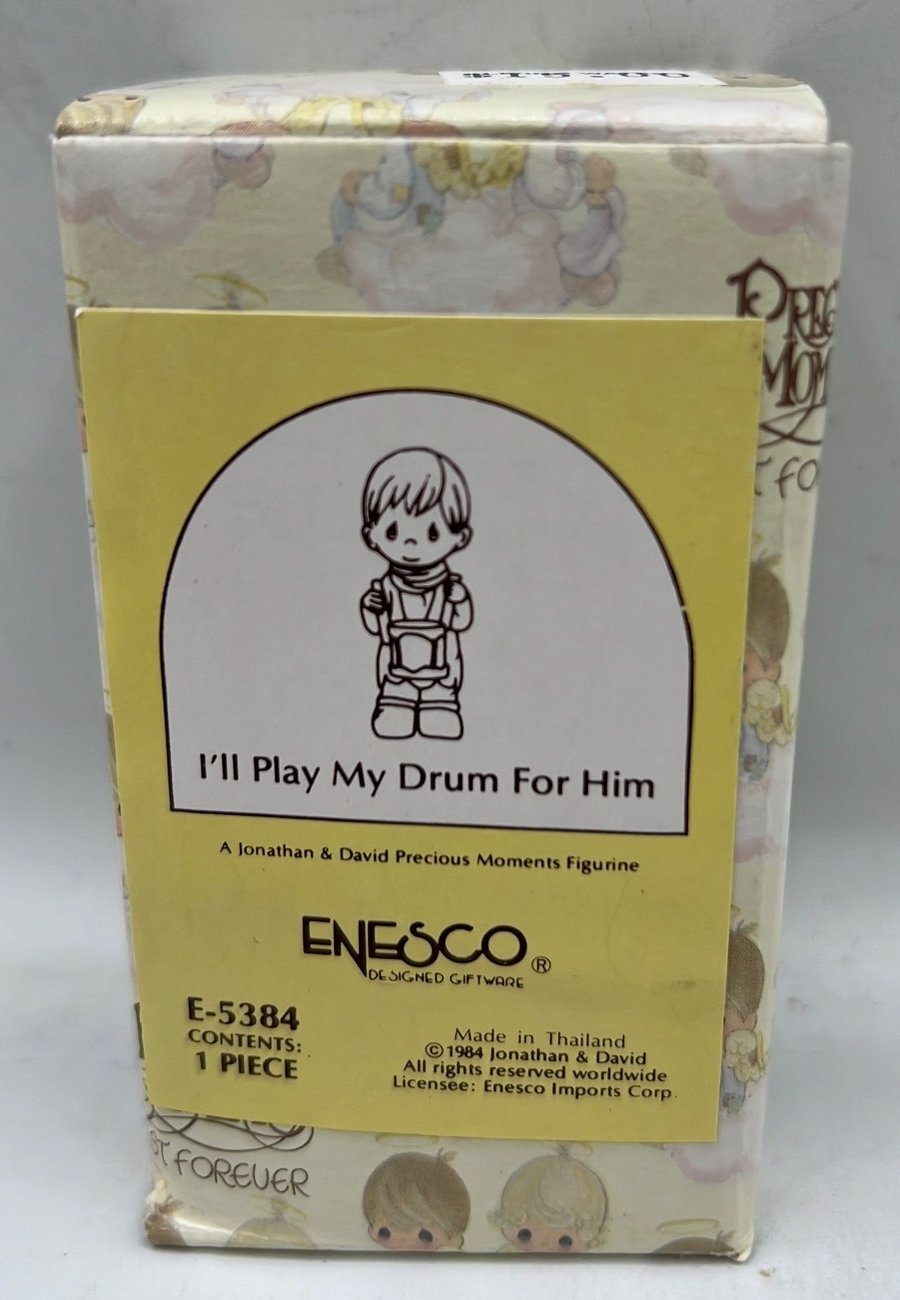 I'll Play My Drum For Him
A Jonathan & David Precious Moments Figurine
ENESCO®
DESIGNED GIFTWARE
E-5384
CONTENTS:
1 PIECE
Made in Thailand
©1984 Jonathan & David
All rights reserved worldwide
Licensee: Enesco Imports Corp.
FOREVER